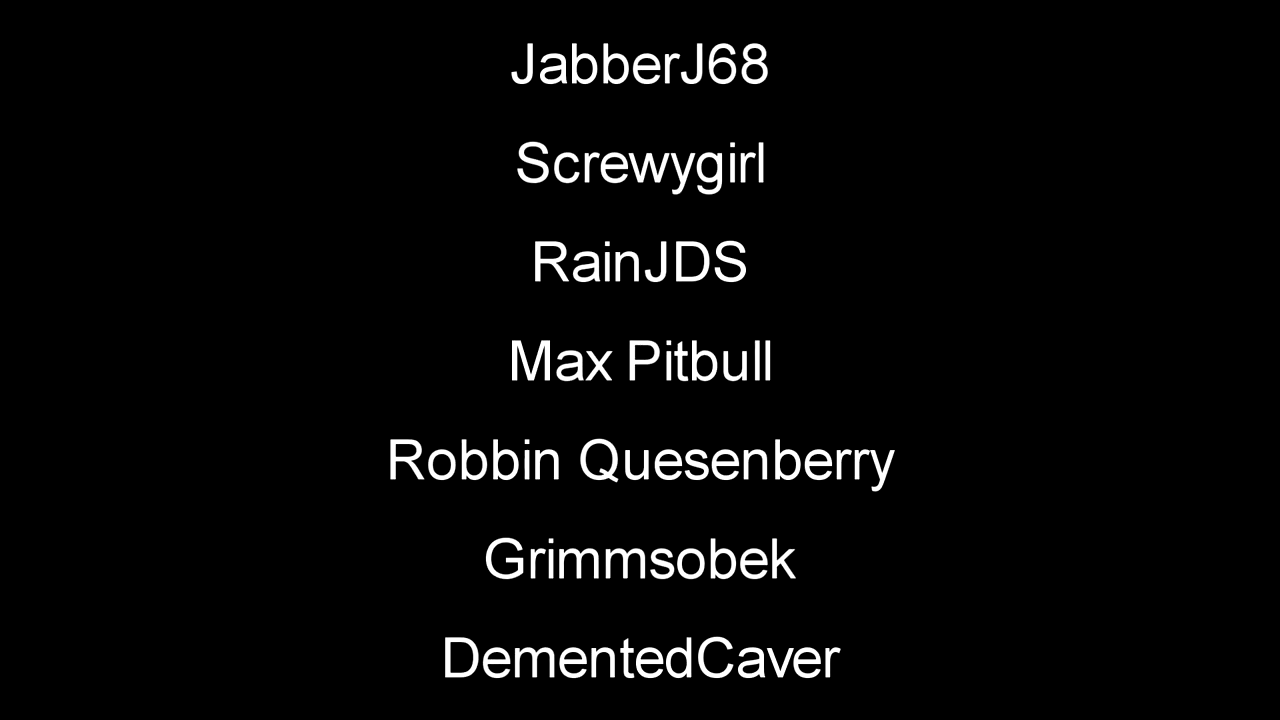 JabberJ68
Screwygirl
RainJDS
Max Pitbull
Robbin Quesenberry
Grimmsobek
DementedCaver